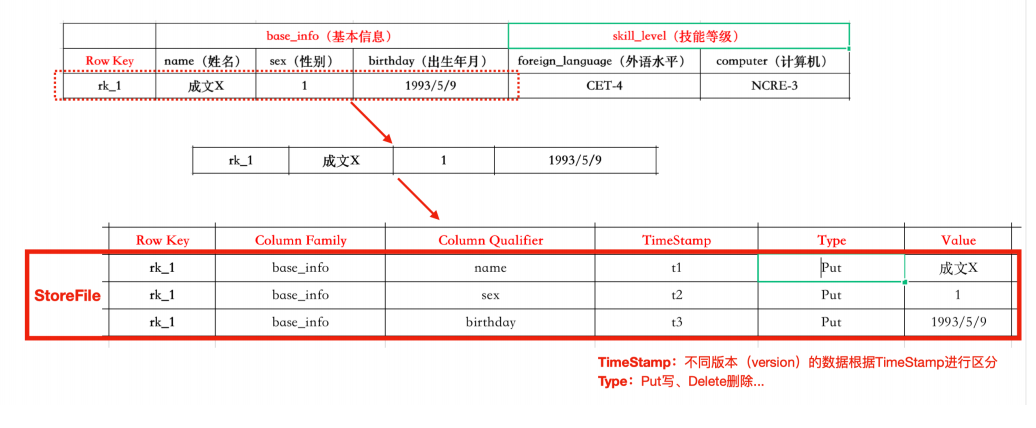 base_info（基本信息） skill_level（技能等级）
Row Key name（姓名） sex（性别） birthday（出生年月） foreign_language（外语水平） computer（计算机）
rk_1 成文X 1 1993/5/9 CET-4 NCRE-3
rk_1 成文X 1 1993/5/9
Row Key Column Family Column Qualifier TimeStamp Type Value
rk_1 base_info name t1 Put 成文X
StoreFile rk_1 base_info sex t2 Put 1
rk_1 base_info birthday t3 Put 1993/5/9
TimeStamp：不同版本（version）的数据根据TimeStamp进行区分
Type：Put写、Delete删除...